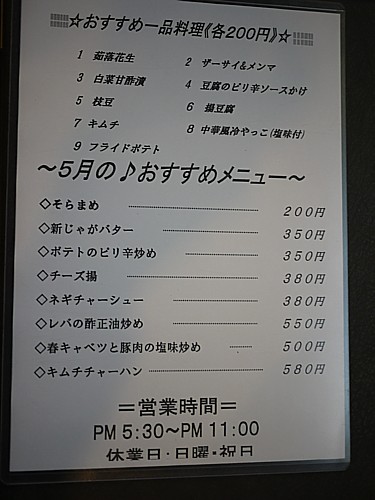 ☆おすすめ一品料理《各200円》☆
1 茹落花生 2 ザーサイ&メンマ
3 白菜甘酢漬 4 豆腐のピリ辛ソースかけ
5 枝豆 6 揚豆腐
7 キムチ 8 中華風冷やっこ(塩味付)
9 フライドポテト
～5月の♪おすすめメニュー～
◇そらまめ 200円
◇新じゃがバター 350円
◇ポテトのピリ辛炒め 350円
◇チーズ揚 380円
◇ネギチャーシュー 380円
◇レバの酢正油炒め 550円
◇春キャベツと豚肉の塩味炒め 500円
◇キムチチャーハン 580円
＝営業時間＝
PM 5:30～PM 11:00
休業日・日曜・祝日